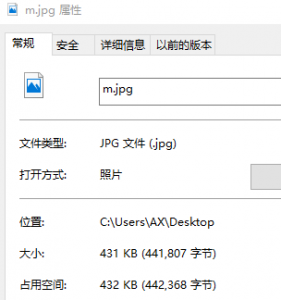 m.jpg 属性
常规 安全 详细信息 以前的版本
m.jpg
文件类型: JPG 文件 (.jpg)
打开方式: 照片
位置: C:\Users\AX\Desktop
大小: 431 KB (441,807 字节)
占用空间: 432 KB (442,368 字节)